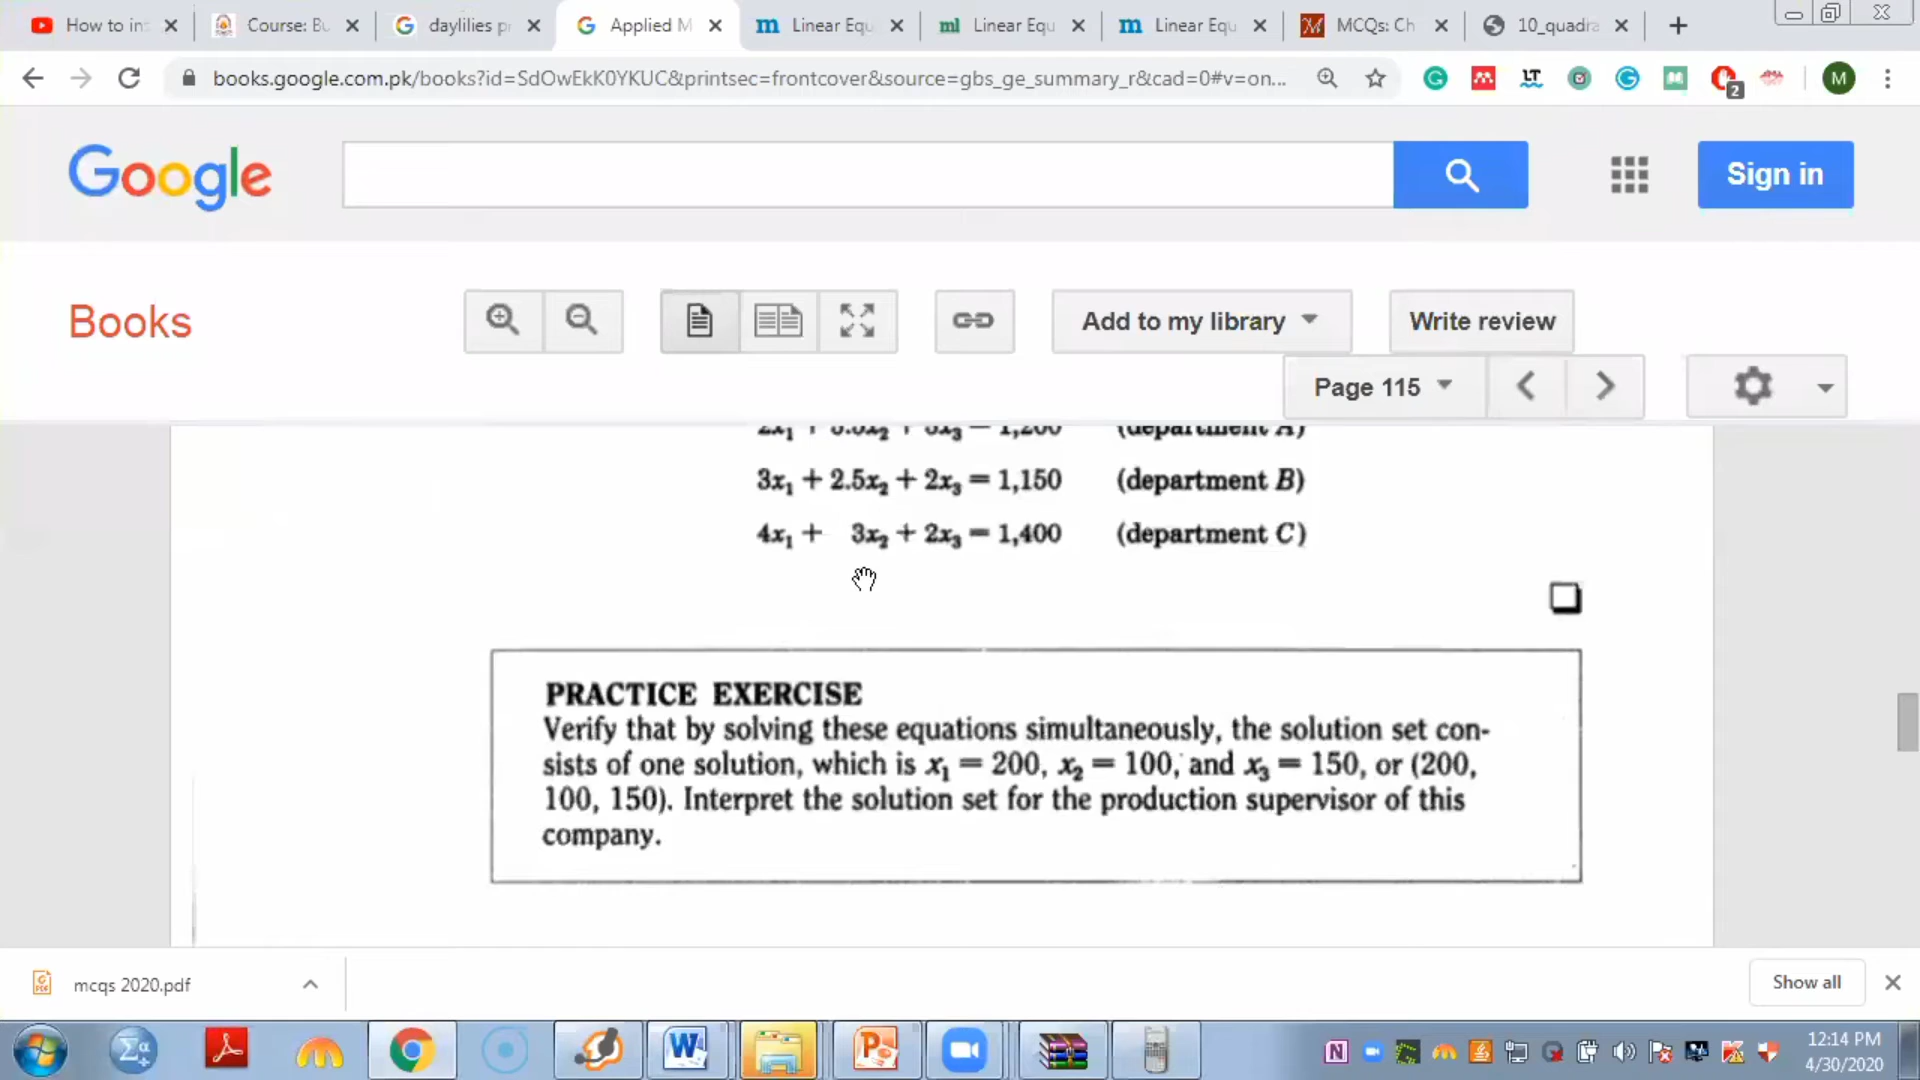 How to in
Course: Bu
daylilies pr
Applied M
Linear Equ
Linear Equ
Linear Equ
MCQs: Ch
10_quadra
books.google.com.pk/books?id=SdOwEkK0YKUC&printsec=frontcover&source=gbs_ge_summary_r&cad=0#v=on...
2
M
Google
Sign in
Books
Add to my library
Write review
Page 115
(department A)
3x₁ + 2.5x₂ + 2x₃ = 1,150 (department B)
4x₁ + 3x₂ + 2x₃ = 1,400 (department C)
PRACTICE EXERCISE
Verify that by solving these equations simultaneously, the solution set con-
sists of one solution, which is x₁ = 200, x₂ = 100, and x₃ = 150, or (200,
100, 150). Interpret the solution set for the production supervisor of this
company.
mcqs 2020.pdf
Show all
12:14 PM
4/30/2020